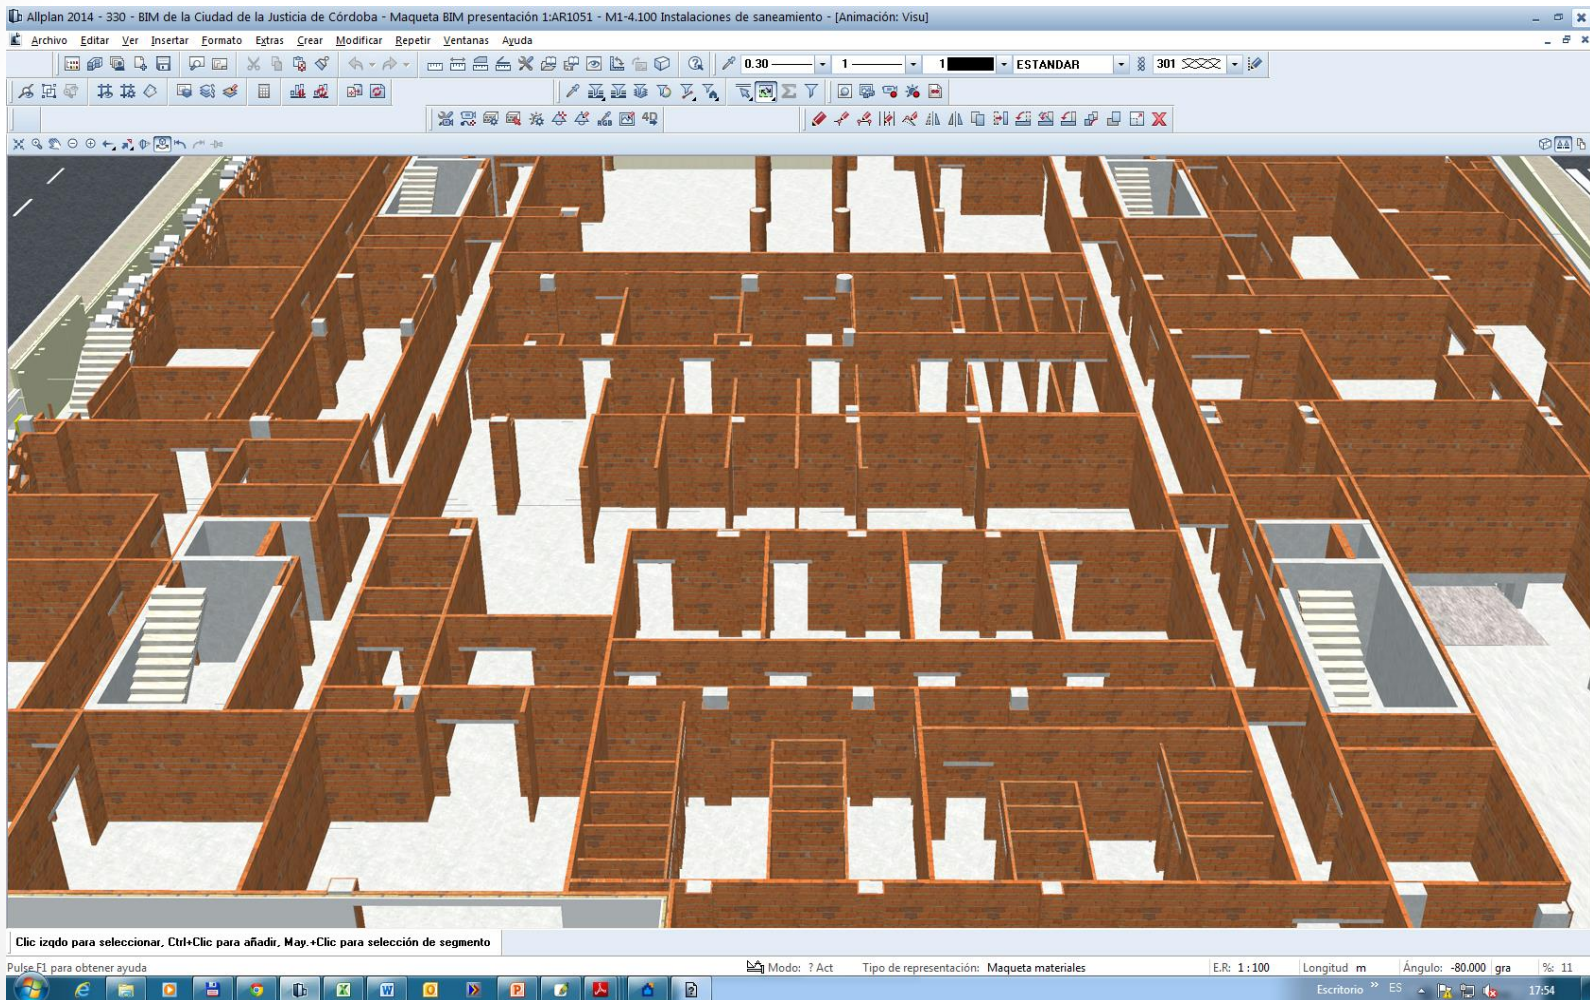 Allplan 2014 - 330 - BIM de la Ciudad de la Justicia de Córdoba - Maqueta BIM presentación 1:AR1051 - M1-4.100 Instalaciones de saneamiento - [Animación: Visu]
Archivo Editar Ver Insertar Formato Extras Crear Modificar Repetir Ventanas Ayuda
0.30 1 1 ESTANDAR 301
4D
Clic izqdo para seleccionar, Ctrl+Clic para añadir, May.+Clic para selección de segmento
Pulse F1 para obtener ayuda Modo: ? Act Tipo de representación: Maqueta materiales E.R: 1 : 100 Longitud m Ángulo: -80.000 gra %: 11
Escritorio » ES 17:54